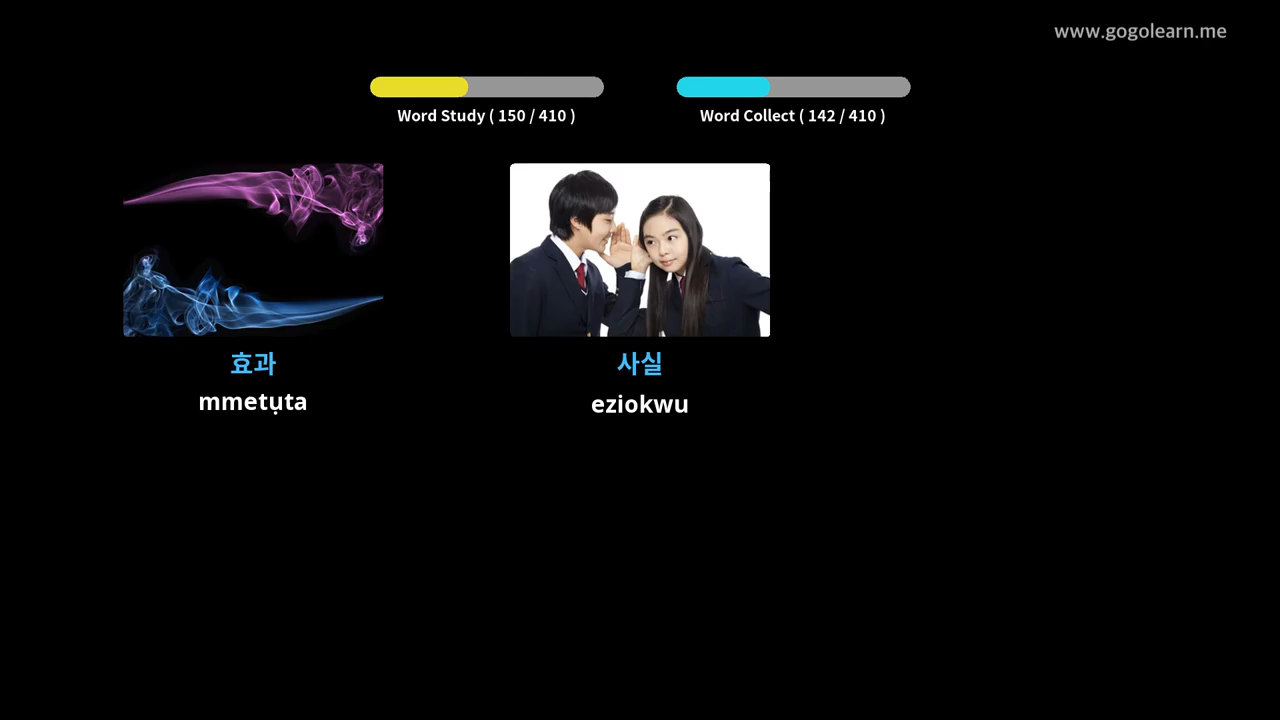 www.gogolearn.me
Word Study ( 150 / 410 )
Word Collect ( 142 / 410 )
효과
mmetụta
사실
eziokwu